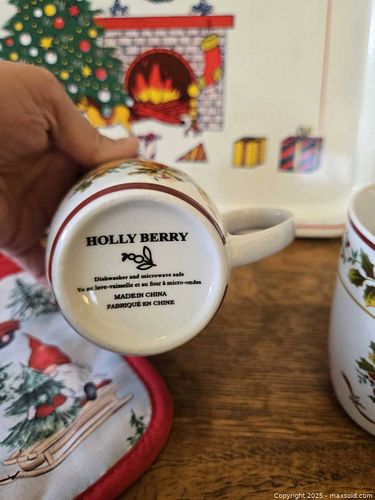 HOLLY BERRY
Dishwasher and microwave safe
Va au lave-vaisselle et au four à micro-ondes
MADE IN CHINA
FABRIQUÉ EN CHINE
Copyright © 2025 - maxsold.com